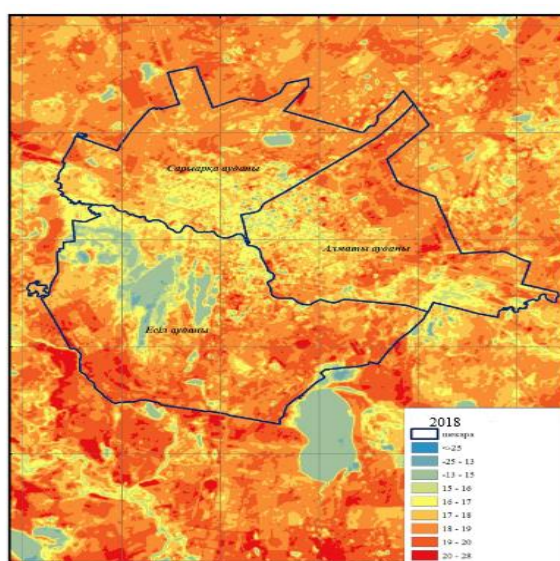 Сарыарқа ауданы
Алматы ауданы
Есіл ауданы
2018
шекара
<-25
-25 - 13
-13 - 15
15 - 16
16 - 17
17 - 18
18 - 19
19 - 20
20 - 28